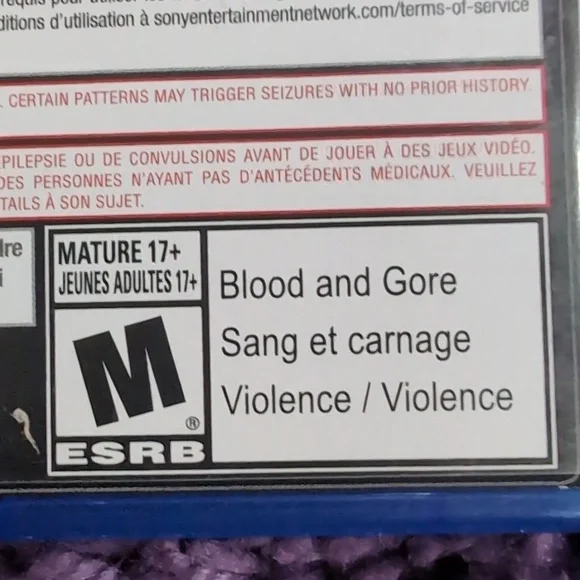 ditions d'utilisation à sonyentertainmentnetwork.com/terms-of-service
. CERTAIN PATTERNS MAY TRIGGER SEIZURES WITH NO PRIOR HISTORY.
PILEPSIE OU DE CONVULSIONS AVANT DE JOUER À DES JEUX VIDÉO.
DES PERSONNES N'AYANT PAS D'ANTÉCÉDENTS MÉDICAUX. VEUILLEZ
TAILS À SON SUJET.
dre
i
MATURE 17+
JEUNES ADULTES 17+
M
®
ESRB
Blood and Gore
Sang et carnage
Violence / Violence